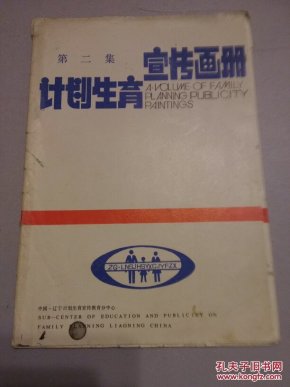 第二集
宣传画册
计划生育
A·VOLUME OF FAMILY
PLANNING PUBLICITY
PAINTINGS
中国-辽宁计划生育宣传教育分中心
SUB-CENTER OF EDUCATION AND PUBLICITY ON
FAMILY PLANNING LIAONING CHINA
孔夫子旧书网